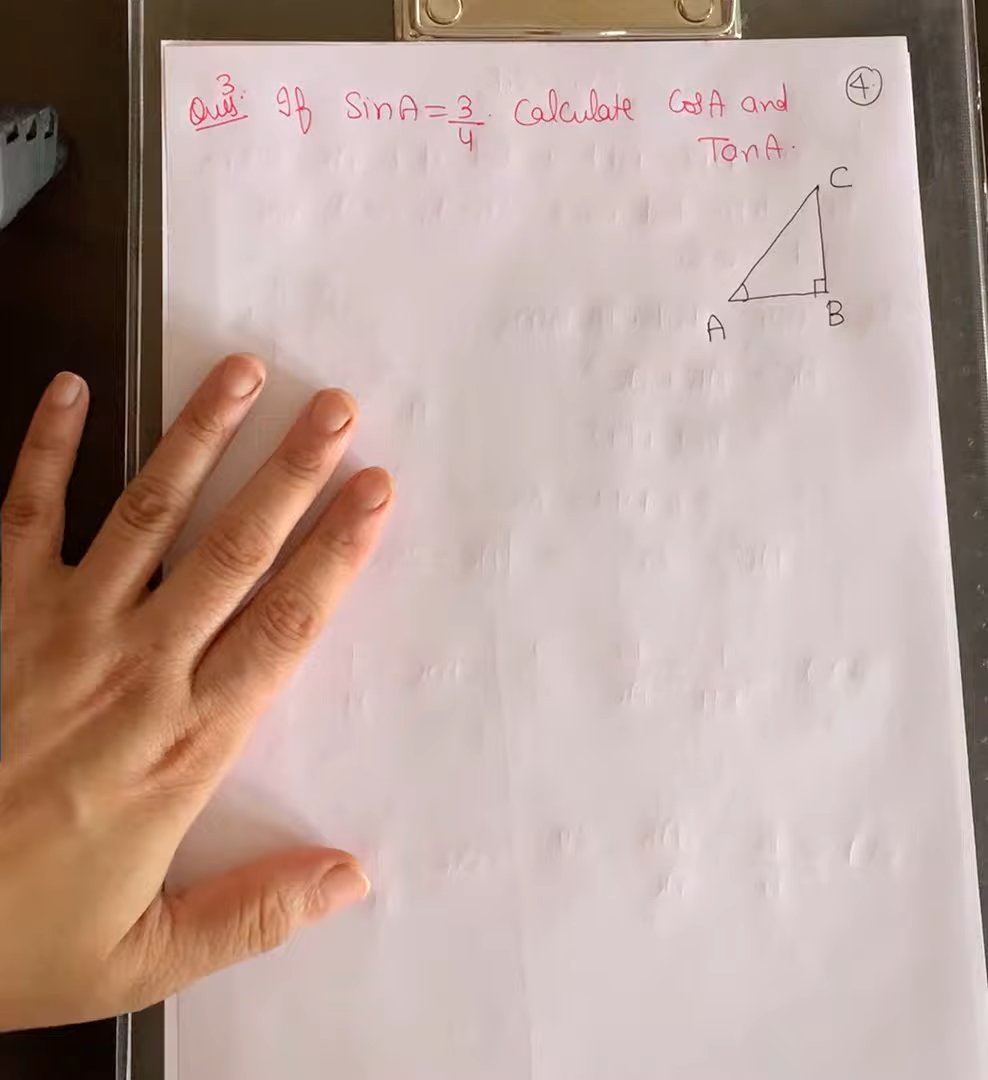 Ques 3. If SinA = 3/4. Calculate CosA and
TanA.
4
C
A
B